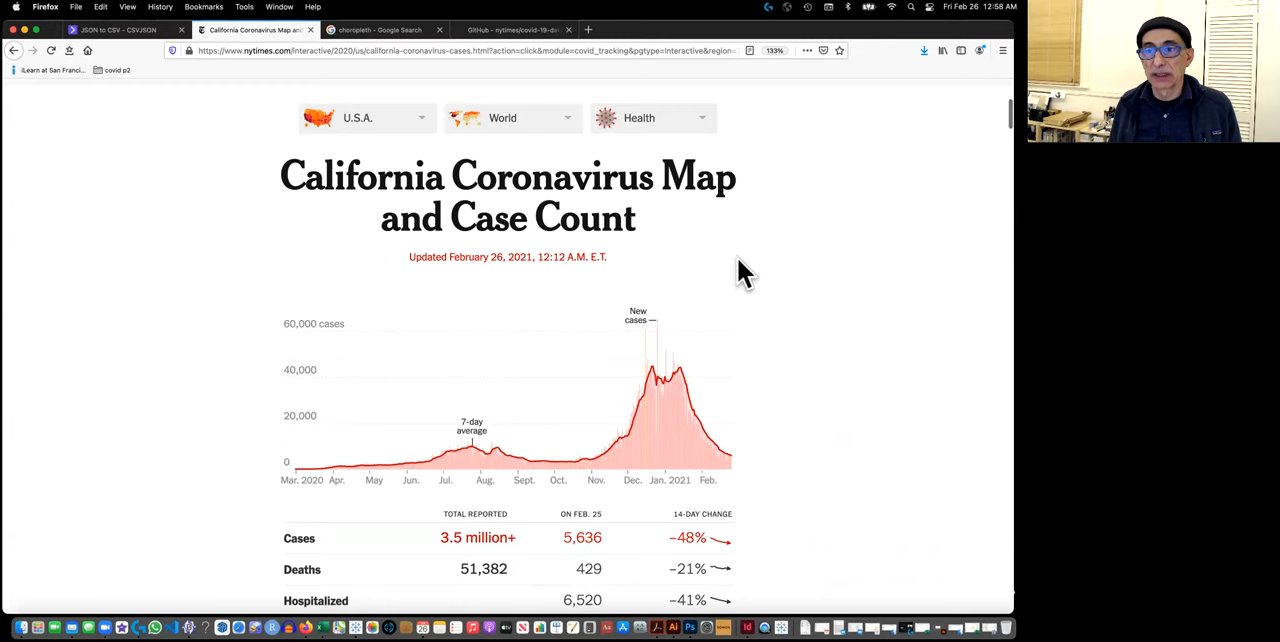 Firefox File Edit View History Bookmarks Tools Window Help Fri Feb 26 12:58 AM
JSON to CSV - CSVJSON California Coronavirus Map an choropleth - Google Search GitHub - nytimes/covid-19-da
https://www.nytimes.com/interactive/2020/us/california-coronavirus-cases.html?action=click&module=covid_tracking&pgtype=Interactive&region= 133%
ILearn at San Franci... covid p2
U.S.A. World Health
California Coronavirus Map
and Case Count
Updated February 26, 2021, 12:12 A.M. E.T.
New
cases
60,000 cases
40,000
20,000
7-day
average
0
Mar. 2020 Apr. May Jun. Jul. Aug. Sept. Oct. Nov. Dec. Jan. 2021 Feb.
TOTAL REPORTED ON FEB. 25 14-DAY CHANGE
Cases 3.5 million+ 5,636 –48%
Deaths 51,382 429 –21%
Hospitalized 6,520 –41%